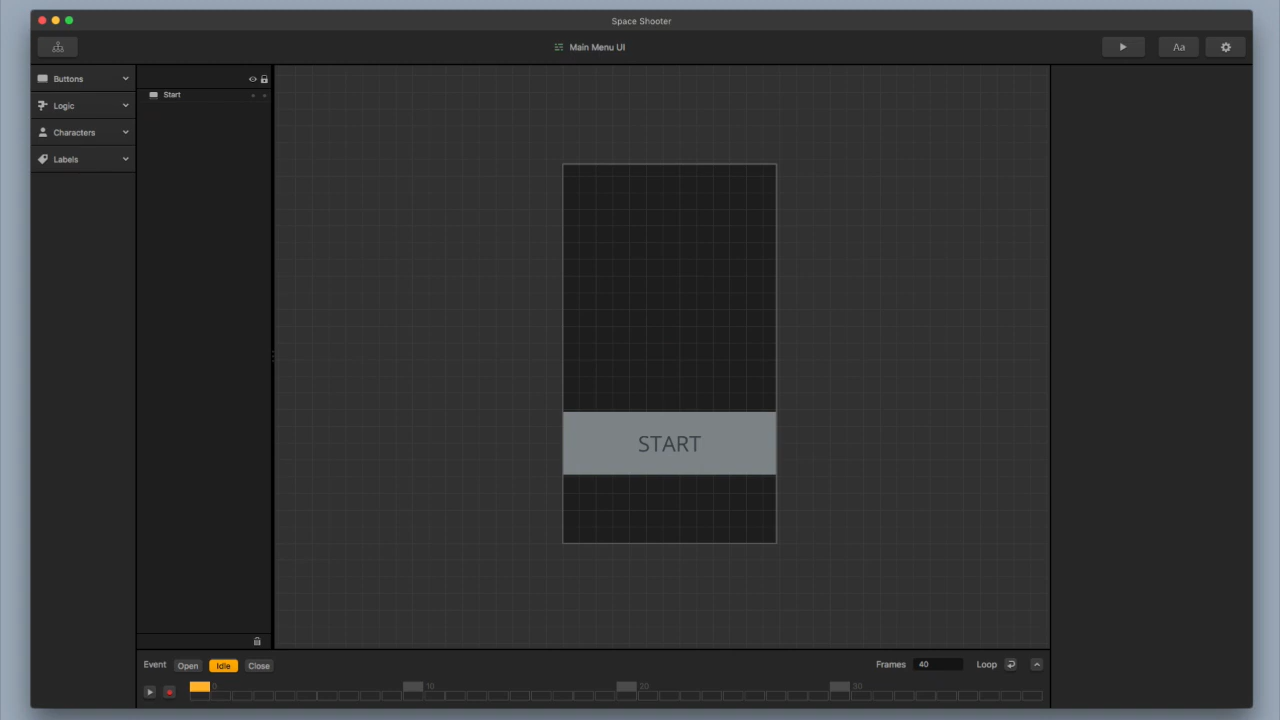 Space Shooter
Main Menu UI
Aa
Buttons
Logic
Characters
Labels
Start
START
Event Open Idle Close
Frames 40 Loop
0 10 20 30